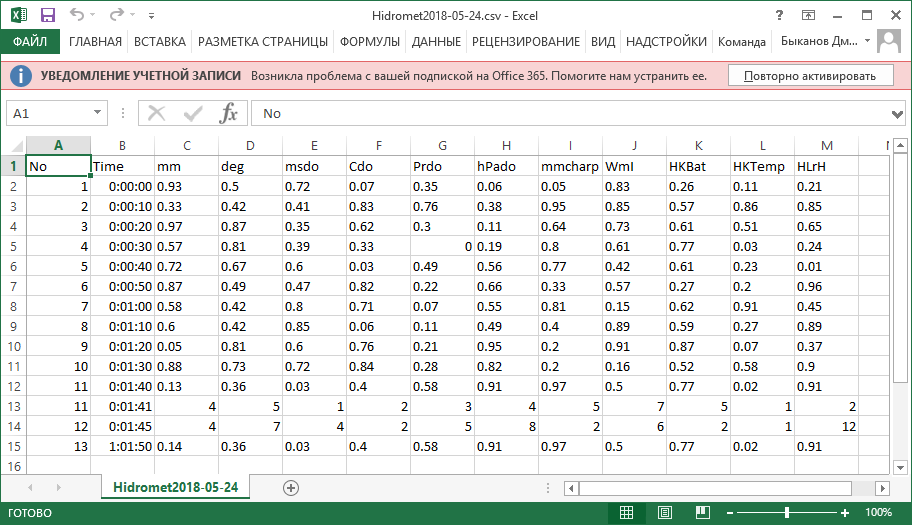 Hidromet2018-05-24.csv - Excel
ФАЙЛ ГЛАВНАЯ ВСТАВКА РАЗМЕТКА СТРАНИЦЫ ФОРМУЛЫ ДАННЫЕ РЕЦЕНЗИРОВАНИЕ ВИД НАДСТРОЙКИ Команда Быканов Дм...
УВЕДОМЛЕНИЕ УЧЕТНОЙ ЗАПИСИ Возникла проблема с вашей подпиской на Office 365. Помогите нам устранить ее. Повторно активировать
A1 fx No
A B C D E F G H I J K L M
1 No Time mm deg msdo Cdo Prdo hPado mmcharp WmI HKBat HKTemp HLrH
2 1 0:00:00 0.93 0.5 0.72 0.07 0.35 0.06 0.05 0.83 0.26 0.11 0.21
3 2 0:00:10 0.33 0.42 0.41 0.83 0.76 0.38 0.95 0.85 0.57 0.86 0.85
4 3 0:00:20 0.97 0.87 0.35 0.62 0.3 0.11 0.64 0.73 0.61 0.51 0.65
5 4 0:00:30 0.57 0.81 0.39 0.33 0 0.19 0.8 0.61 0.77 0.03 0.24
6 5 0:00:40 0.72 0.67 0.6 0.03 0.49 0.56 0.77 0.42 0.61 0.23 0.01
7 6 0:00:50 0.87 0.49 0.47 0.82 0.22 0.66 0.33 0.57 0.27 0.2 0.96
8 7 0:01:00 0.58 0.42 0.8 0.71 0.07 0.55 0.81 0.15 0.62 0.91 0.45
9 8 0:01:10 0.6 0.42 0.85 0.06 0.11 0.49 0.4 0.89 0.59 0.27 0.89
10 9 0:01:20 0.05 0.81 0.6 0.76 0.21 0.95 0.2 0.91 0.87 0.07 0.37
11 10 0:01:30 0.88 0.73 0.72 0.84 0.28 0.82 0.2 0.16 0.52 0.58 0.9
12 11 0:01:40 0.13 0.36 0.03 0.4 0.58 0.91 0.97 0.5 0.77 0.02 0.91
13 11 0:01:41 4 5 1 2 3 4 5 7 5 1 2
14 12 0:01:45 4 7 4 2 5 8 2 6 2 1 12
15 13 1:01:50 0.14 0.36 0.03 0.4 0.58 0.91 0.97 0.5 0.77 0.02 0.91
16
Hidromet2018-05-24
ГОТОВО 100%